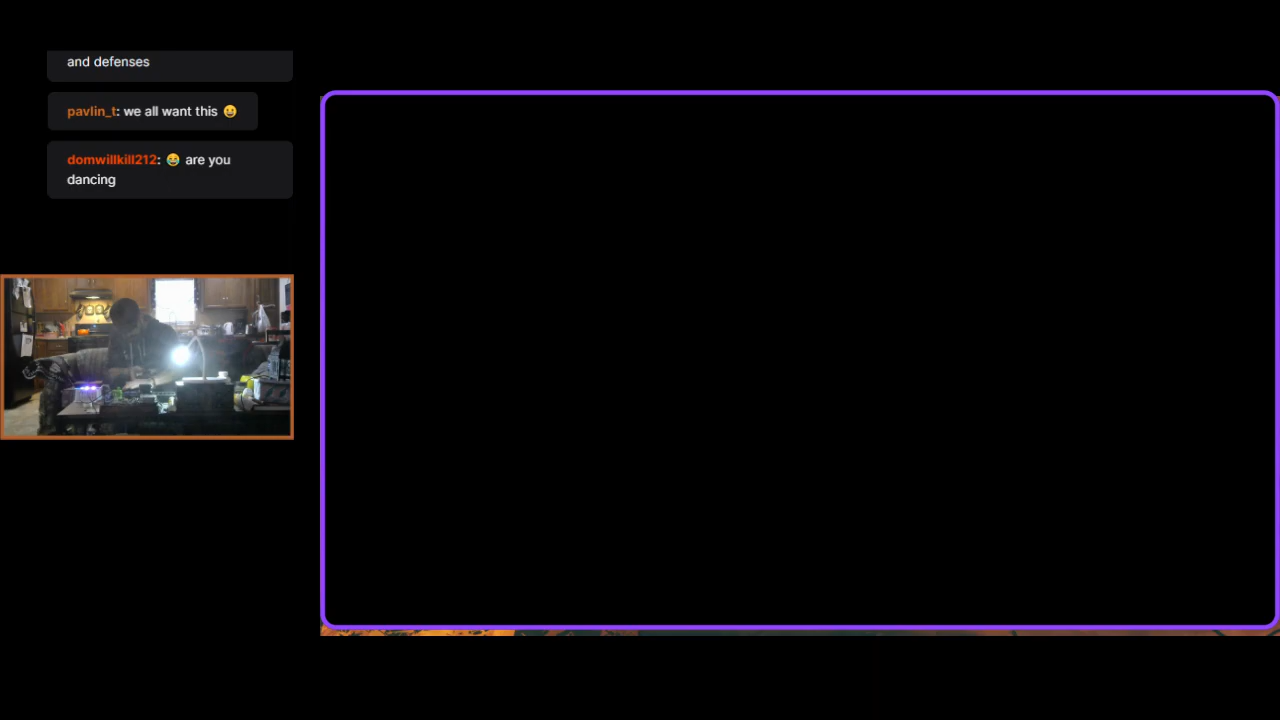 and defenses
pavlin_t: we all want this 😀
domwillkill212: 😂 are you
dancing